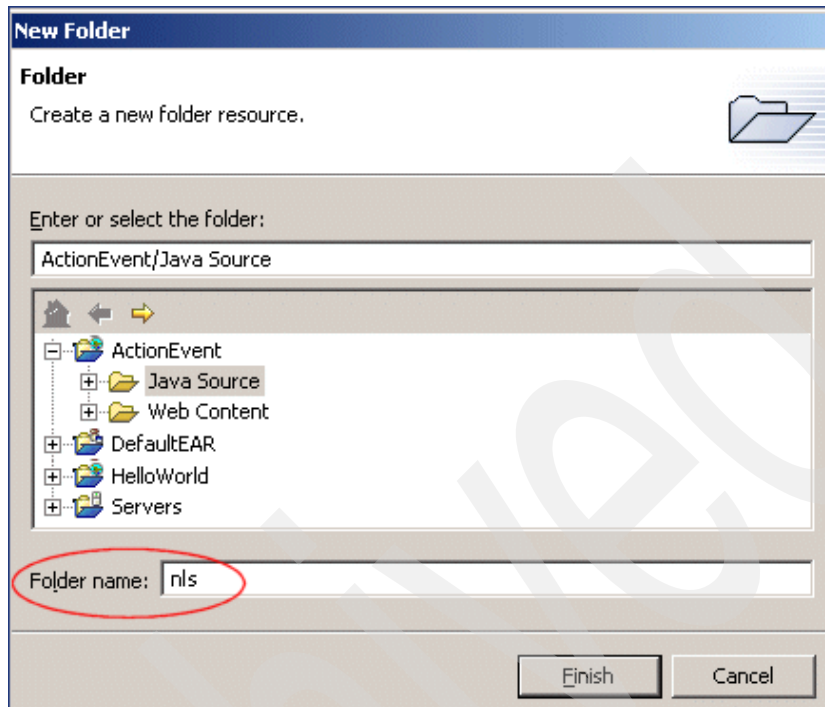 New Folder
Folder
Create a new folder resource.
Enter or select the folder:
ActionEvent/Java Source
ActionEvent
Java Source
Web Content
DefaultEAR
HelloWorld
Servers
Folder name: nls
Finish Cancel